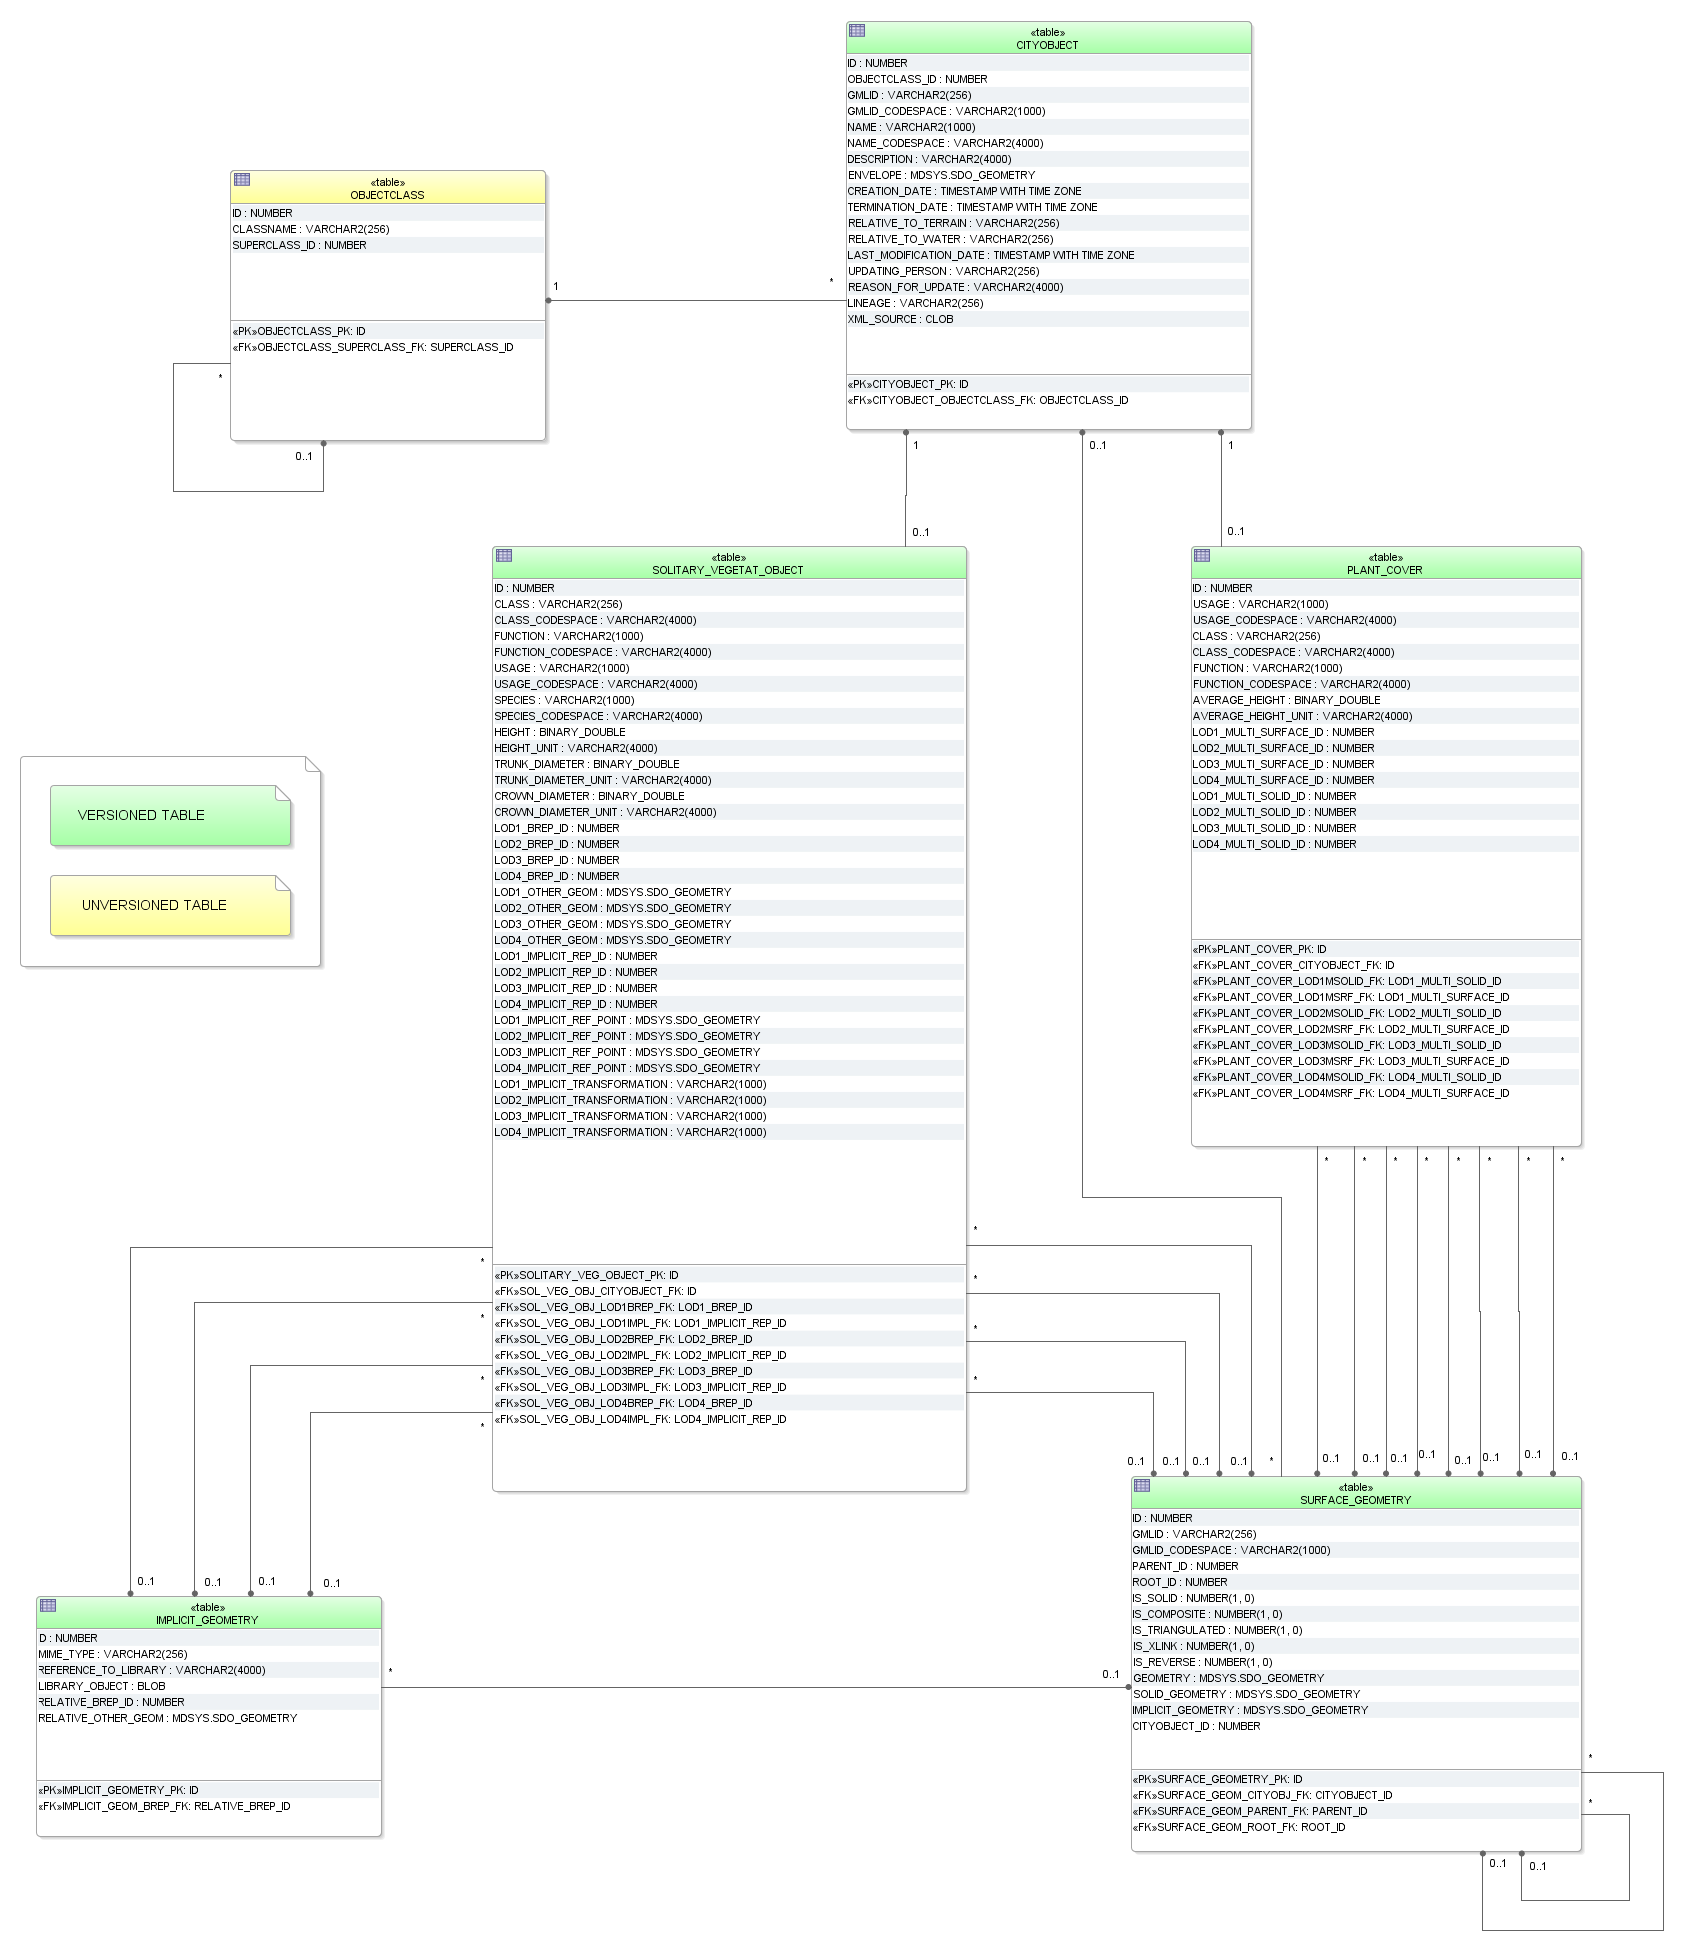 «table»
CITYOBJECT
ID : NUMBER
OBJECTCLASS_ID : NUMBER
GMLID : VARCHAR2(256)
GMLID_CODESPACE : VARCHAR2(1000)
NAME : VARCHAR2(1000)
NAME_CODESPACE : VARCHAR2(4000)
DESCRIPTION : VARCHAR2(4000)
ENVELOPE : MDSYS.SDO_GEOMETRY
CREATION_DATE : TIMESTAMP WITH TIME ZONE
TERMINATION_DATE : TIMESTAMP WITH TIME ZONE
RELATIVE_TO_TERRAIN : VARCHAR2(256)
RELATIVE_TO_WATER : VARCHAR2(256)
LAST_MODIFICATION_DATE : TIMESTAMP WITH TIME ZONE
UPDATING_PERSON : VARCHAR2(256)
REASON_FOR_UPDATE : VARCHAR2(4000)
LINEAGE : VARCHAR2(256)
XML_SOURCE : CLOB
«PK»CITYOBJECT_PK: ID
«FK»CITYOBJECT_OBJECTCLASS_FK: OBJECTCLASS_ID
«table»
OBJECTCLASS
ID : NUMBER
CLASSNAME : VARCHAR2(256)
SUPERCLASS_ID : NUMBER
«PK»OBJECTCLASS_PK: ID
«FK»OBJECTCLASS_SUPERCLASS_FK: SUPERCLASS_ID
1
*
*
0..1
1
0..1
1
0..1
0..1
«table»
SOLITARY_VEGETAT_OBJECT
ID : NUMBER
CLASS : VARCHAR2(256)
CLASS_CODESPACE : VARCHAR2(4000)
FUNCTION : VARCHAR2(1000)
FUNCTION_CODESPACE : VARCHAR2(4000)
USAGE : VARCHAR2(1000)
USAGE_CODESPACE : VARCHAR2(4000)
SPECIES : VARCHAR2(1000)
SPECIES_CODESPACE : VARCHAR2(4000)
HEIGHT : BINARY_DOUBLE
HEIGHT_UNIT : VARCHAR2(4000)
TRUNK_DIAMETER : BINARY_DOUBLE
TRUNK_DIAMETER_UNIT : VARCHAR2(4000)
CROWN_DIAMETER : BINARY_DOUBLE
CROWN_DIAMETER_UNIT : VARCHAR2(4000)
LOD1_BREP_ID : NUMBER
LOD2_BREP_ID : NUMBER
LOD3_BREP_ID : NUMBER
LOD4_BREP_ID : NUMBER
LOD1_OTHER_GEOM : MDSYS.SDO_GEOMETRY
LOD2_OTHER_GEOM : MDSYS.SDO_GEOMETRY
LOD3_OTHER_GEOM : MDSYS.SDO_GEOMETRY
LOD4_OTHER_GEOM : MDSYS.SDO_GEOMETRY
LOD1_IMPLICIT_REP_ID : NUMBER
LOD2_IMPLICIT_REP_ID : NUMBER
LOD3_IMPLICIT_REP_ID : NUMBER
LOD4_IMPLICIT_REP_ID : NUMBER
LOD1_IMPLICIT_REF_POINT : MDSYS.SDO_GEOMETRY
LOD2_IMPLICIT_REF_POINT : MDSYS.SDO_GEOMETRY
LOD3_IMPLICIT_REF_POINT : MDSYS.SDO_GEOMETRY
LOD4_IMPLICIT_REF_POINT : MDSYS.SDO_GEOMETRY
LOD1_IMPLICIT_TRANSFORMATION : VARCHAR2(1000)
LOD2_IMPLICIT_TRANSFORMATION : VARCHAR2(1000)
LOD3_IMPLICIT_TRANSFORMATION : VARCHAR2(1000)
LOD4_IMPLICIT_TRANSFORMATION : VARCHAR2(1000)
«PK»SOLITARY_VEG_OBJECT_PK: ID
«FK»SOL_VEG_OBJ_CITYOBJECT_FK: ID
«FK»SOL_VEG_OBJ_LOD1BREP_FK: LOD1_BREP_ID
«FK»SOL_VEG_OBJ_LOD1IMPL_FK: LOD1_IMPLICIT_REP_ID
«FK»SOL_VEG_OBJ_LOD2BREP_FK: LOD2_BREP_ID
«FK»SOL_VEG_OBJ_LOD2IMPL_FK: LOD2_IMPLICIT_REP_ID
«FK»SOL_VEG_OBJ_LOD3BREP_FK: LOD3_BREP_ID
«FK»SOL_VEG_OBJ_LOD3IMPL_FK: LOD3_IMPLICIT_REP_ID
«FK»SOL_VEG_OBJ_LOD4BREP_FK: LOD4_BREP_ID
«FK»SOL_VEG_OBJ_LOD4IMPL_FK: LOD4_IMPLICIT_REP_ID
«table»
PLANT_COVER
ID : NUMBER
USAGE : VARCHAR2(1000)
USAGE_CODESPACE : VARCHAR2(4000)
CLASS : VARCHAR2(256)
CLASS_CODESPACE : VARCHAR2(4000)
FUNCTION : VARCHAR2(1000)
FUNCTION_CODESPACE : VARCHAR2(4000)
AVERAGE_HEIGHT : BINARY_DOUBLE
AVERAGE_HEIGHT_UNIT : VARCHAR2(4000)
LOD1_MULTI_SURFACE_ID : NUMBER
LOD2_MULTI_SURFACE_ID : NUMBER
LOD3_MULTI_SURFACE_ID : NUMBER
LOD4_MULTI_SURFACE_ID : NUMBER
LOD1_MULTI_SOLID_ID : NUMBER
LOD2_MULTI_SOLID_ID : NUMBER
LOD3_MULTI_SOLID_ID : NUMBER
LOD4_MULTI_SOLID_ID : NUMBER
«PK»PLANT_COVER_PK: ID
«FK»PLANT_COVER_CITYOBJECT_FK: ID
«FK»PLANT_COVER_LOD1MSOLID_FK: LOD1_MULTI_SOLID_ID
«FK»PLANT_COVER_LOD1MSRF_FK: LOD1_MULTI_SURFACE_ID
«FK»PLANT_COVER_LOD2MSOLID_FK: LOD2_MULTI_SOLID_ID
«FK»PLANT_COVER_LOD2MSRF_FK: LOD2_MULTI_SURFACE_ID
«FK»PLANT_COVER_LOD3MSOLID_FK: LOD3_MULTI_SOLID_ID
«FK»PLANT_COVER_LOD3MSRF_FK: LOD3_MULTI_SURFACE_ID
«FK»PLANT_COVER_LOD4MSOLID_FK: LOD4_MULTI_SOLID_ID
«FK»PLANT_COVER_LOD4MSRF_FK: LOD4_MULTI_SURFACE_ID
VERSIONED TABLE
UNVERSIONED TABLE
* * * * * * * *
*
*
*
*
*
*
*
*
0..1 0..1 0..1 0..1 * 0..1 0..1 0..1 0..1 0..1 0..1 0..1 0..1
0..1 0..1 0..1 0..1
«table»
IMPLICIT_GEOMETRY
ID : NUMBER
MIME_TYPE : VARCHAR2(256)
REFERENCE_TO_LIBRARY : VARCHAR2(4000)
LIBRARY_OBJECT : BLOB
RELATIVE_BREP_ID : NUMBER
RELATIVE_OTHER_GEOM : MDSYS.SDO_GEOMETRY
«PK»IMPLICIT_GEOMETRY_PK: ID
«FK»IMPLICIT_GEOM_BREP_FK: RELATIVE_BREP_ID
*
0..1
«table»
SURFACE_GEOMETRY
ID : NUMBER
GMLID : VARCHAR2(256)
GMLID_CODESPACE : VARCHAR2(1000)
PARENT_ID : NUMBER
ROOT_ID : NUMBER
IS_SOLID : NUMBER(1, 0)
IS_COMPOSITE : NUMBER(1, 0)
IS_TRIANGULATED : NUMBER(1, 0)
IS_XLINK : NUMBER(1, 0)
IS_REVERSE : NUMBER(1, 0)
GEOMETRY : MDSYS.SDO_GEOMETRY
SOLID_GEOMETRY : MDSYS.SDO_GEOMETRY
IMPLICIT_GEOMETRY : MDSYS.SDO_GEOMETRY
CITYOBJECT_ID : NUMBER
«PK»SURFACE_GEOMETRY_PK: ID
«FK»SURFACE_GEOM_CITYOBJ_FK: CITYOBJECT_ID
«FK»SURFACE_GEOM_PARENT_FK: PARENT_ID
«FK»SURFACE_GEOM_ROOT_FK: ROOT_ID
*
*
0..1
0..1